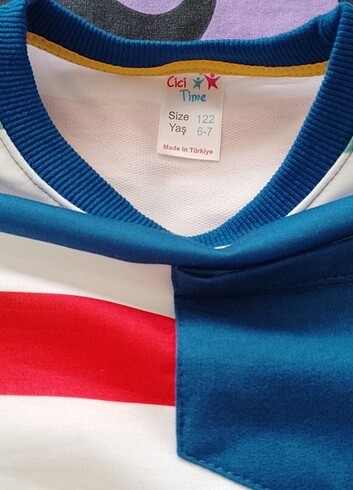 Cici
Time
Size 122
Yaş 6-7
Made In Türkiye